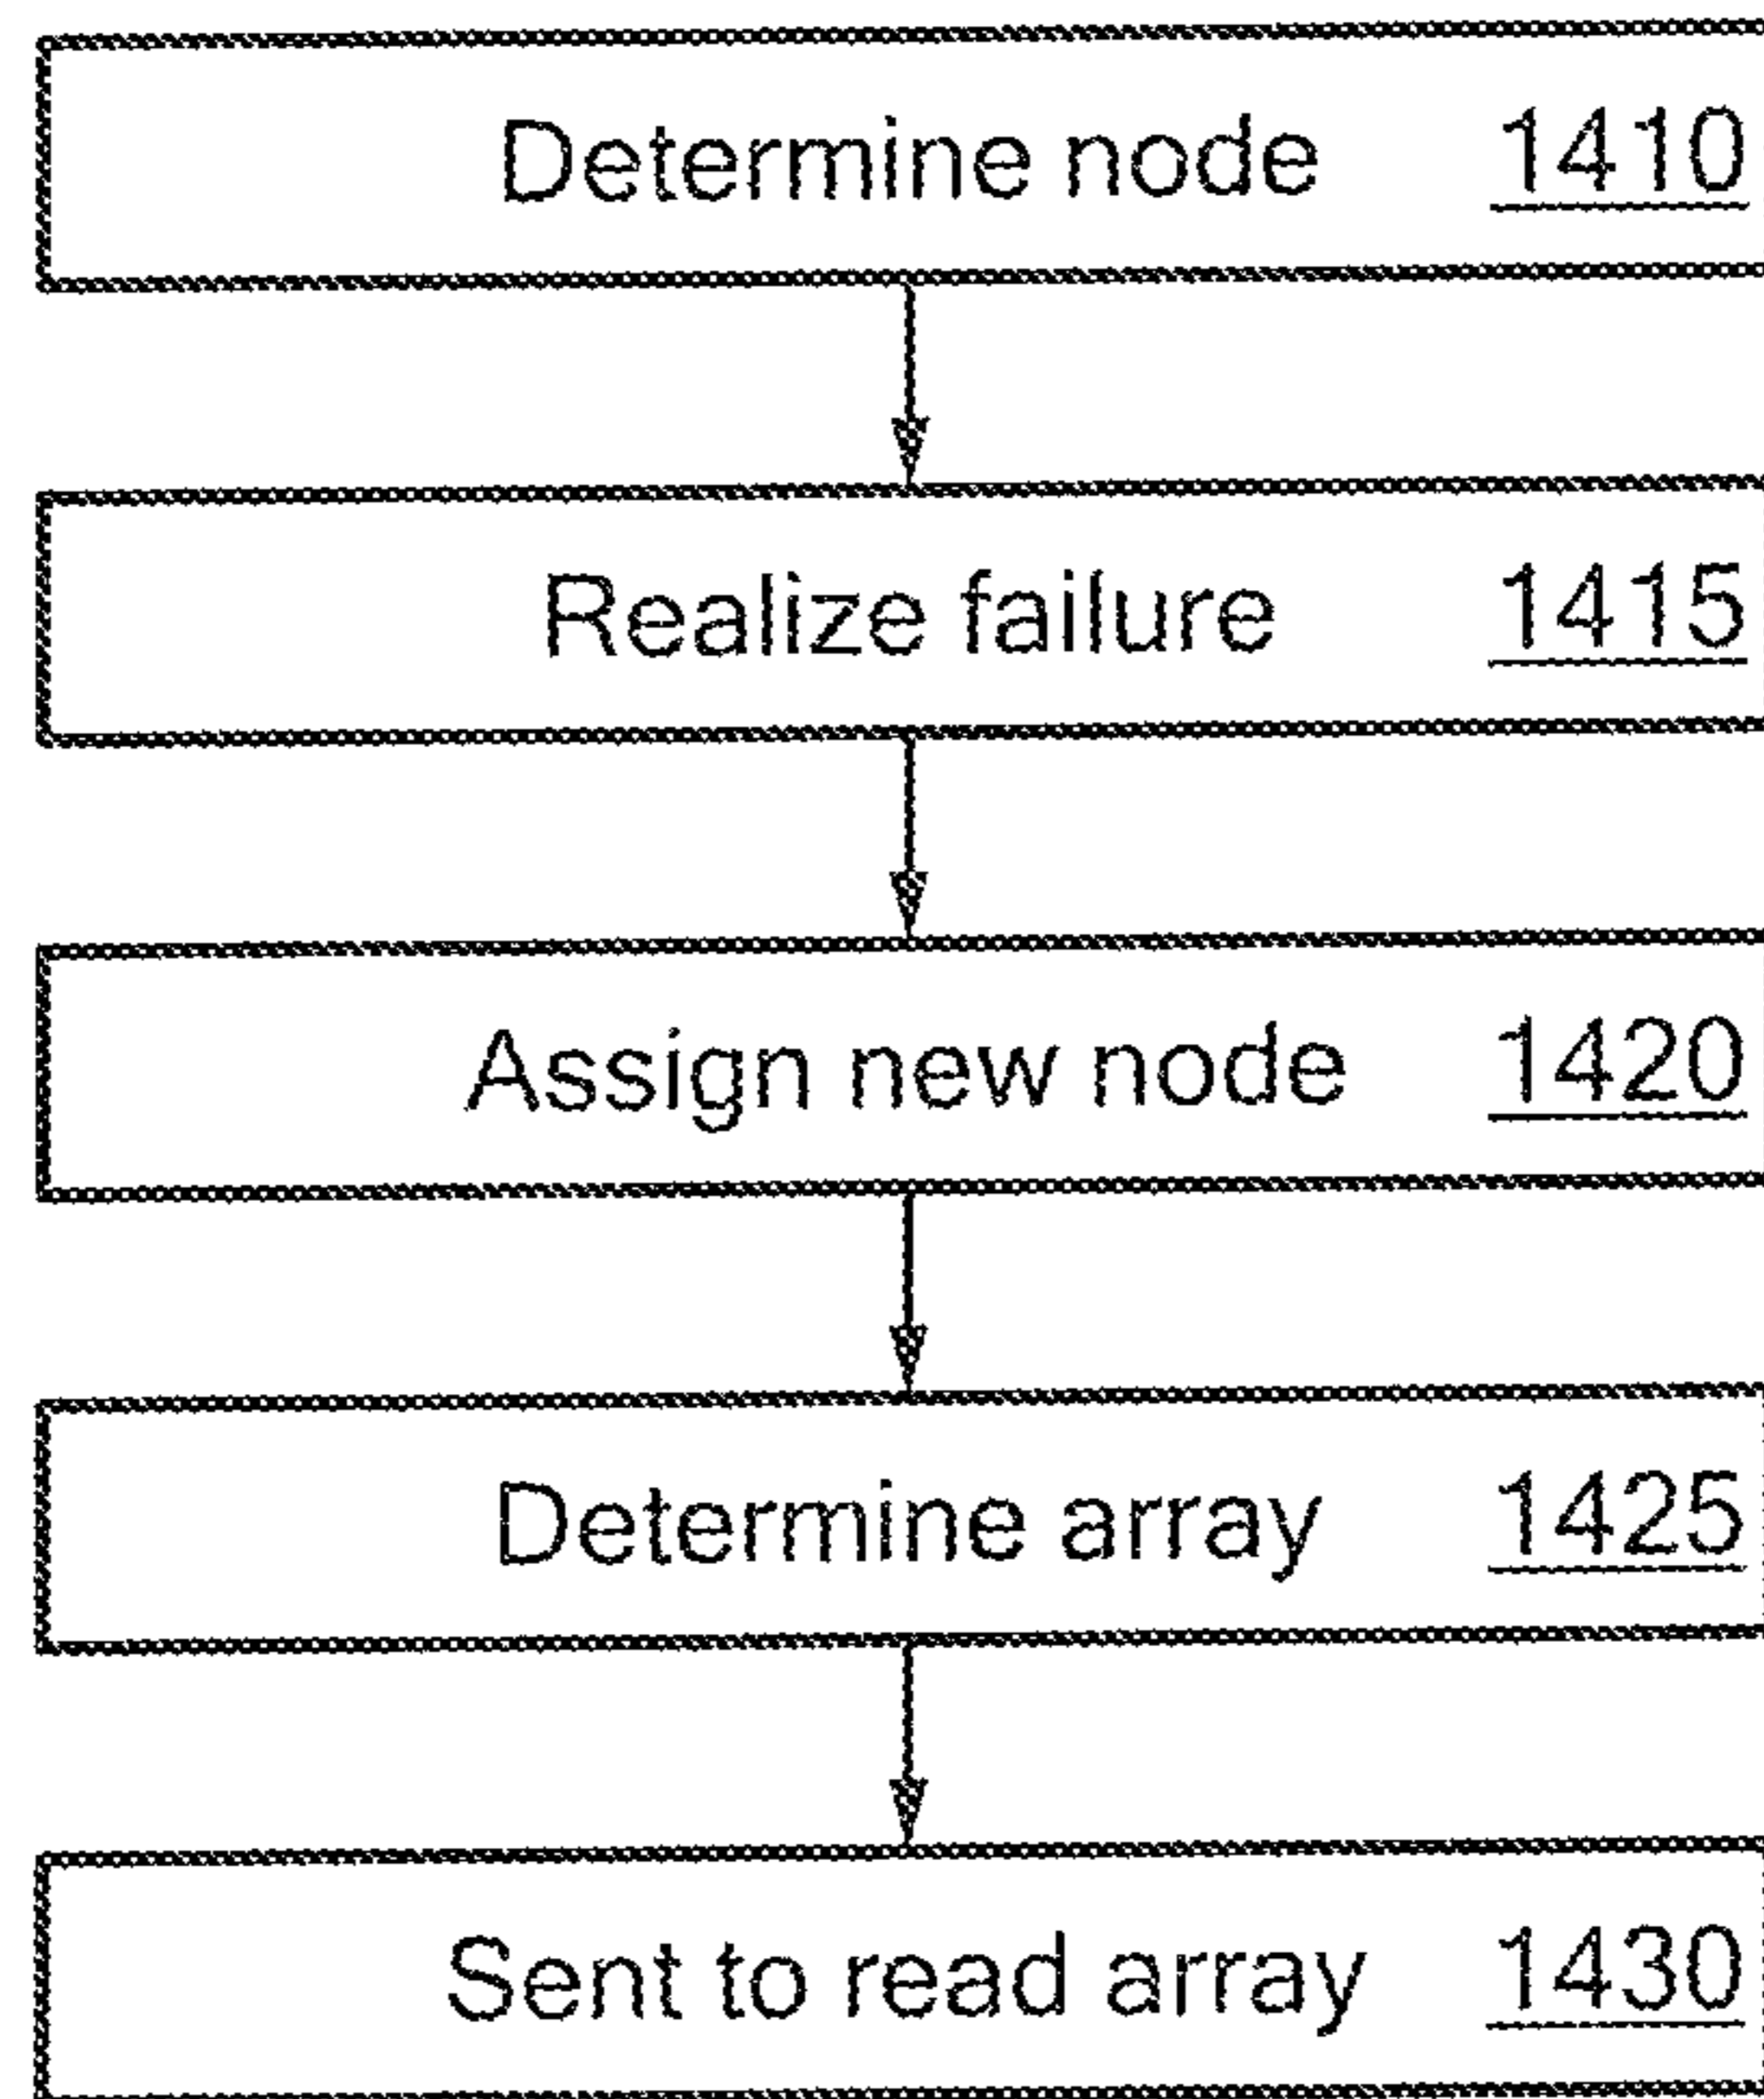 Determine node 1410
Realize failure 1415
Assign new node 1420
Determine array 1425
Sent to read array 1430